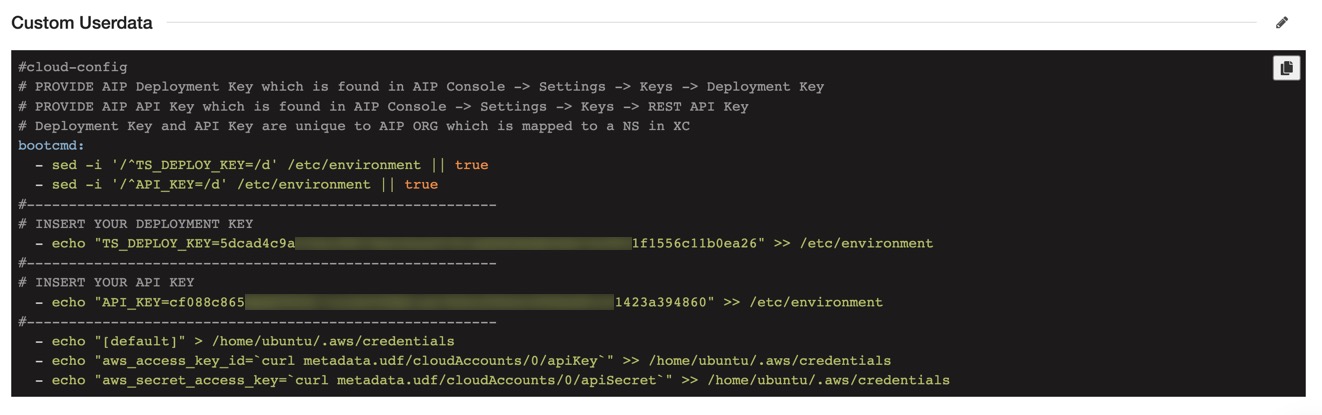 Custom Userdata
#cloud-config
# PROVIDE AIP Deployment Key which is found in AIP Console -> Settings -> Keys -> Deployment Key
# PROVIDE AIP API Key which is found in AIP Console -> Settings -> Keys -> REST API Key
# Deployment Key and API Key are unique to AIP ORG which is mapped to a NS in XC
bootcmd:
  - sed -i '/^TS_DEPLOY_KEY=/d' /etc/environment || true
  - sed -i '/^API_KEY=/d' /etc/environment || true
#--------------------------------------------------------
# INSERT YOUR DEPLOYMENT KEY
  - echo "TS_DEPLOY_KEY=5dcad4c9a 1f1556c11b0ea26" >> /etc/environment
#--------------------------------------------------------
# INSERT YOUR API KEY
  - echo "API_KEY=cf088c865 1423a394860" >> /etc/environment
#--------------------------------------------------------
  - echo "[default]" > /home/ubuntu/.aws/credentials
  - echo "aws_access_key_id=`curl metadata.udf/cloudAccounts/0/apiKey`" >> /home/ubuntu/.aws/credentials
  - echo "aws_secret_access_key=`curl metadata.udf/cloudAccounts/0/apiSecret`" >> /home/ubuntu/.aws/credentials